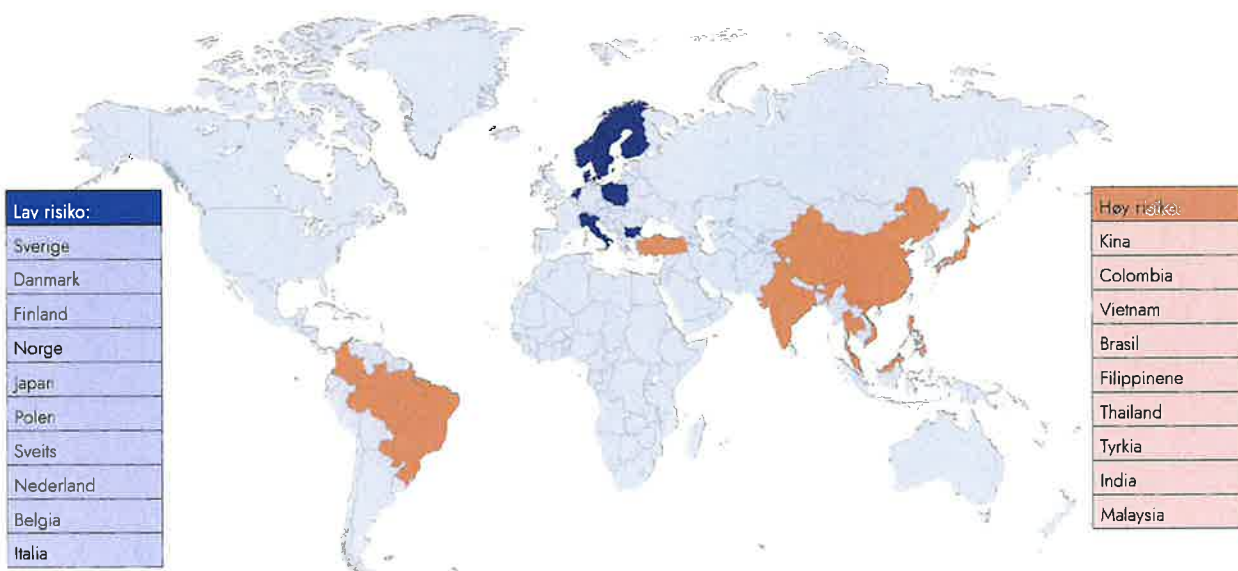 Lav risiko:
Sverige
Danmark
Finland
Norge
Japan
Polen
Sveits
Nederland
Belgia
Italia
Høy risiko:
Kina
Colombia
Vietnam
Brasil
Filippinene
Thailand
Tyrkia
India
Malaysia